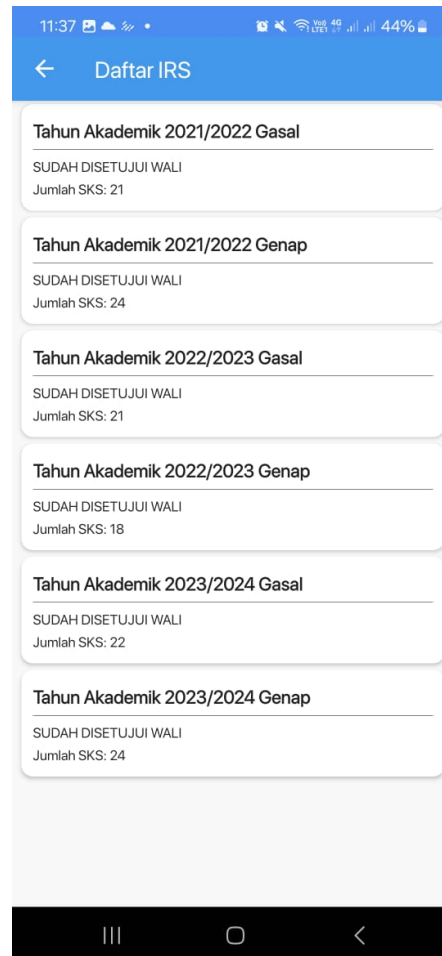 11:37
VoI) 4G 44%
LTE1
Daftar IRS
Tahun Akademik 2021/2022 Gasal
SUDAH DISETUJUI WALI
Jumlah SKS: 21
Tahun Akademik 2021/2022 Genap
SUDAH DISETUJUI WALI
Jumlah SKS: 24
Tahun Akademik 2022/2023 Gasal
SUDAH DISETUJUI WALI
Jumlah SKS: 21
Tahun Akademik 2022/2023 Genap
SUDAH DISETUJUI WALI
Jumlah SKS: 18
Tahun Akademik 2023/2024 Gasal
SUDAH DISETUJUI WALI
Jumlah SKS: 22
Tahun Akademik 2023/2024 Genap
SUDAH DISETUJUI WALI
Jumlah SKS: 24